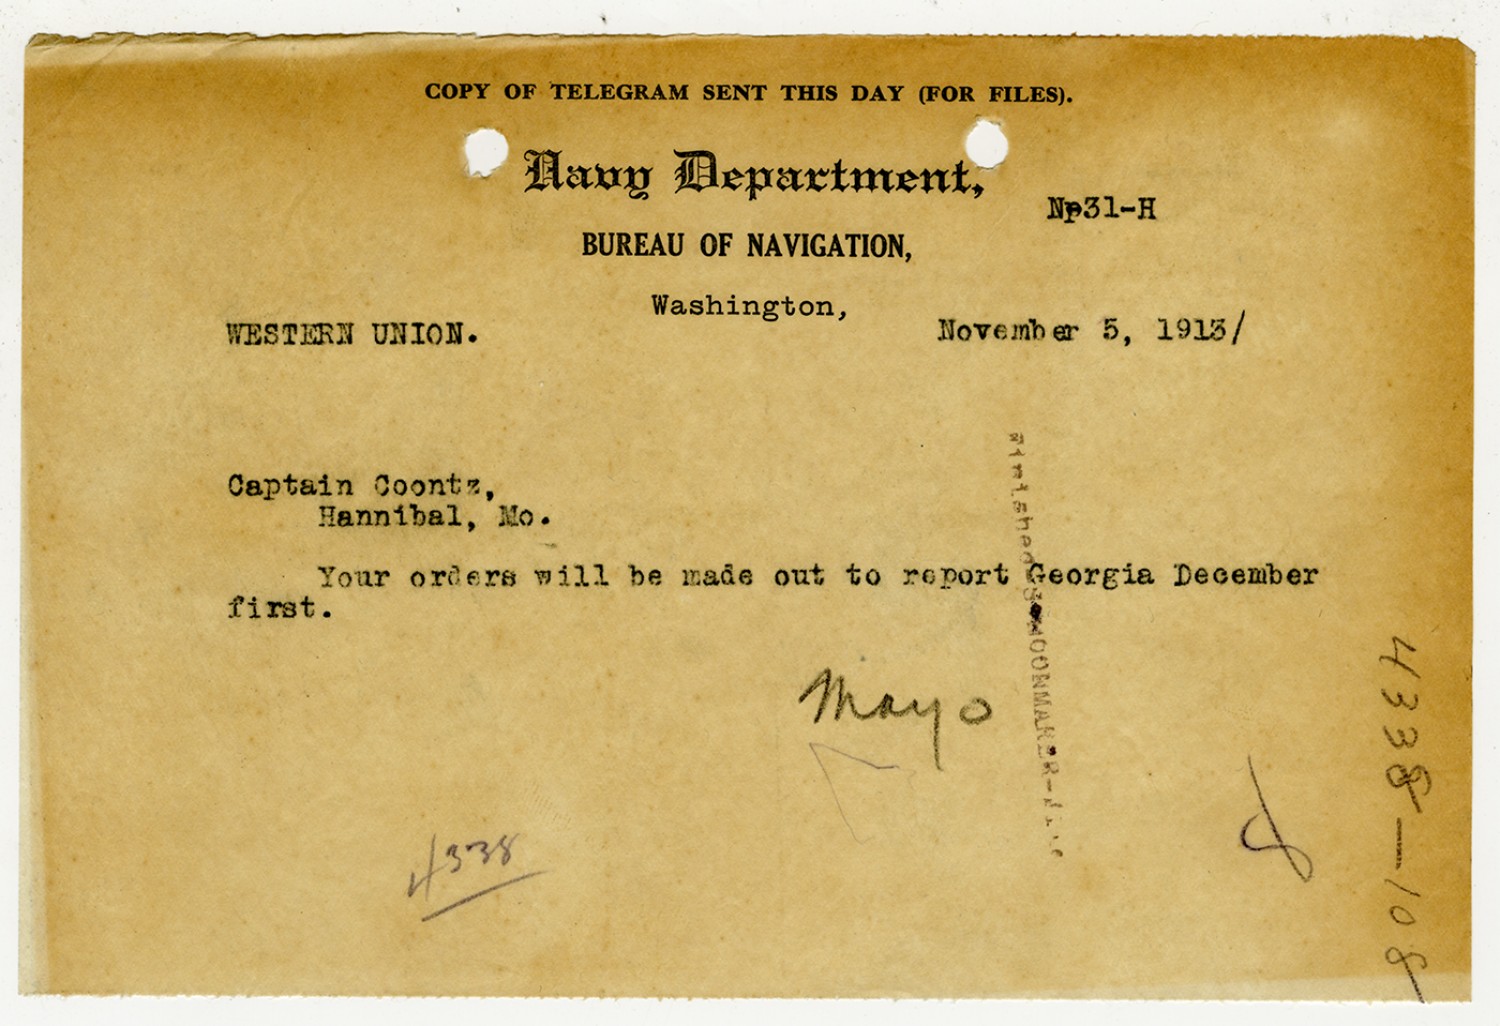 COPY OF TELEGRAM SENT THIS DAY (FOR FILES).
Navy Department,
Np31-H
BUREAU OF NAVIGATION,
Washington,
WESTERN UNION.
November 5, 1913/
Captain Coontz,
Hannibal, Mo.
Your orders will be made out to report Georgia December
first.
Mayo
4338
4338-108